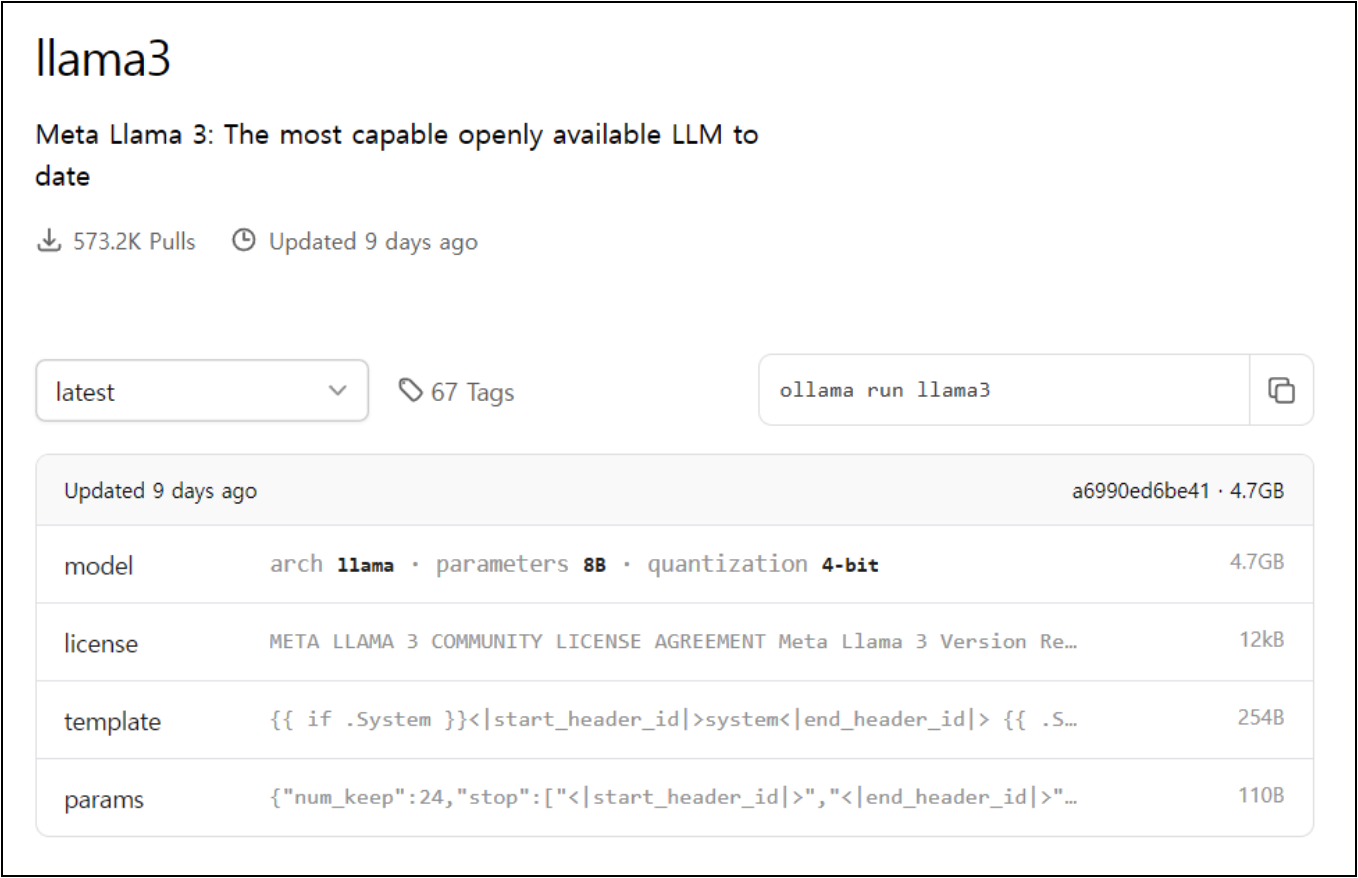 llama3
Meta Llama 3: The most capable openly available LLM to
date
573.2K Pulls Updated 9 days ago
latest 67 Tags ollama run llama3
Updated 9 days ago a6990ed6be41 · 4.7GB
model arch llama · parameters 8B · quantization 4-bit 4.7GB
license META LLAMA 3 COMMUNITY LICENSE AGREEMENT Meta Llama 3 Version Re… 12kB
template {{ if .System }}<|start_header_id|>system<|end_header_id|> {{ .S… 254B
params {"num_keep":24,"stop":["<|start_header_id|>","<|end_header_id|>"… 110B